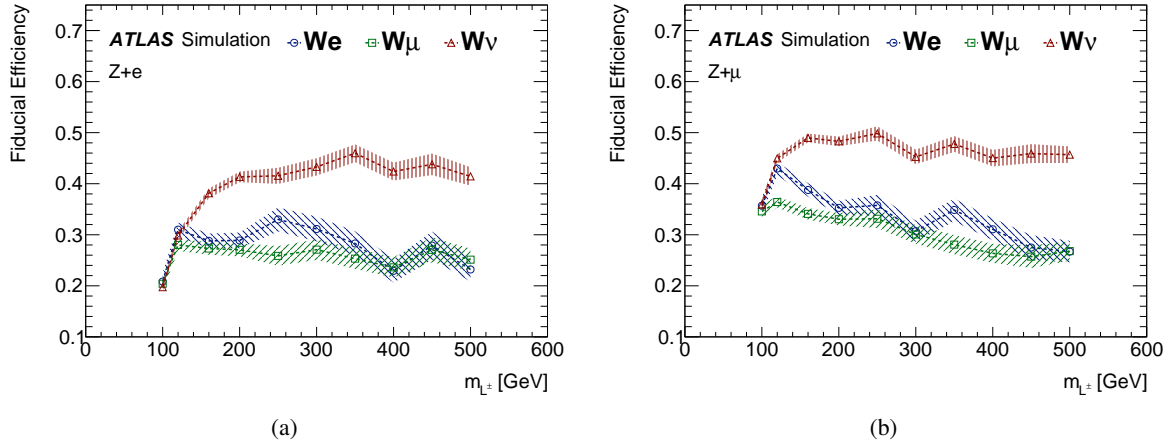 Fiducial Efficiency
0.7
0.6
0.5
0.4
0.3
0.2
0.1
ATLAS Simulation We Wμ Wν
Z+e
0 100 200 300 400 500 600
m_L± [GeV]
(a)
Fiducial Efficiency
0.7
0.6
0.5
0.4
0.3
0.2
0.1
ATLAS Simulation We Wμ Wν
Z+μ
0 100 200 300 400 500 600
m_L± [GeV]
(b)